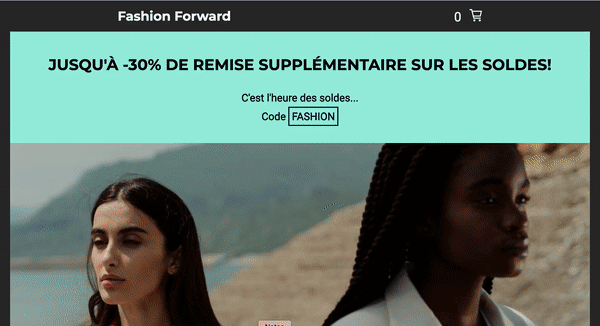 Fashion Forward
0
JUSQU'À -30% DE REMISE SUPPLÉMENTAIRE SUR LES SOLDES!
C'est l'heure des soldes...
Code FASHION